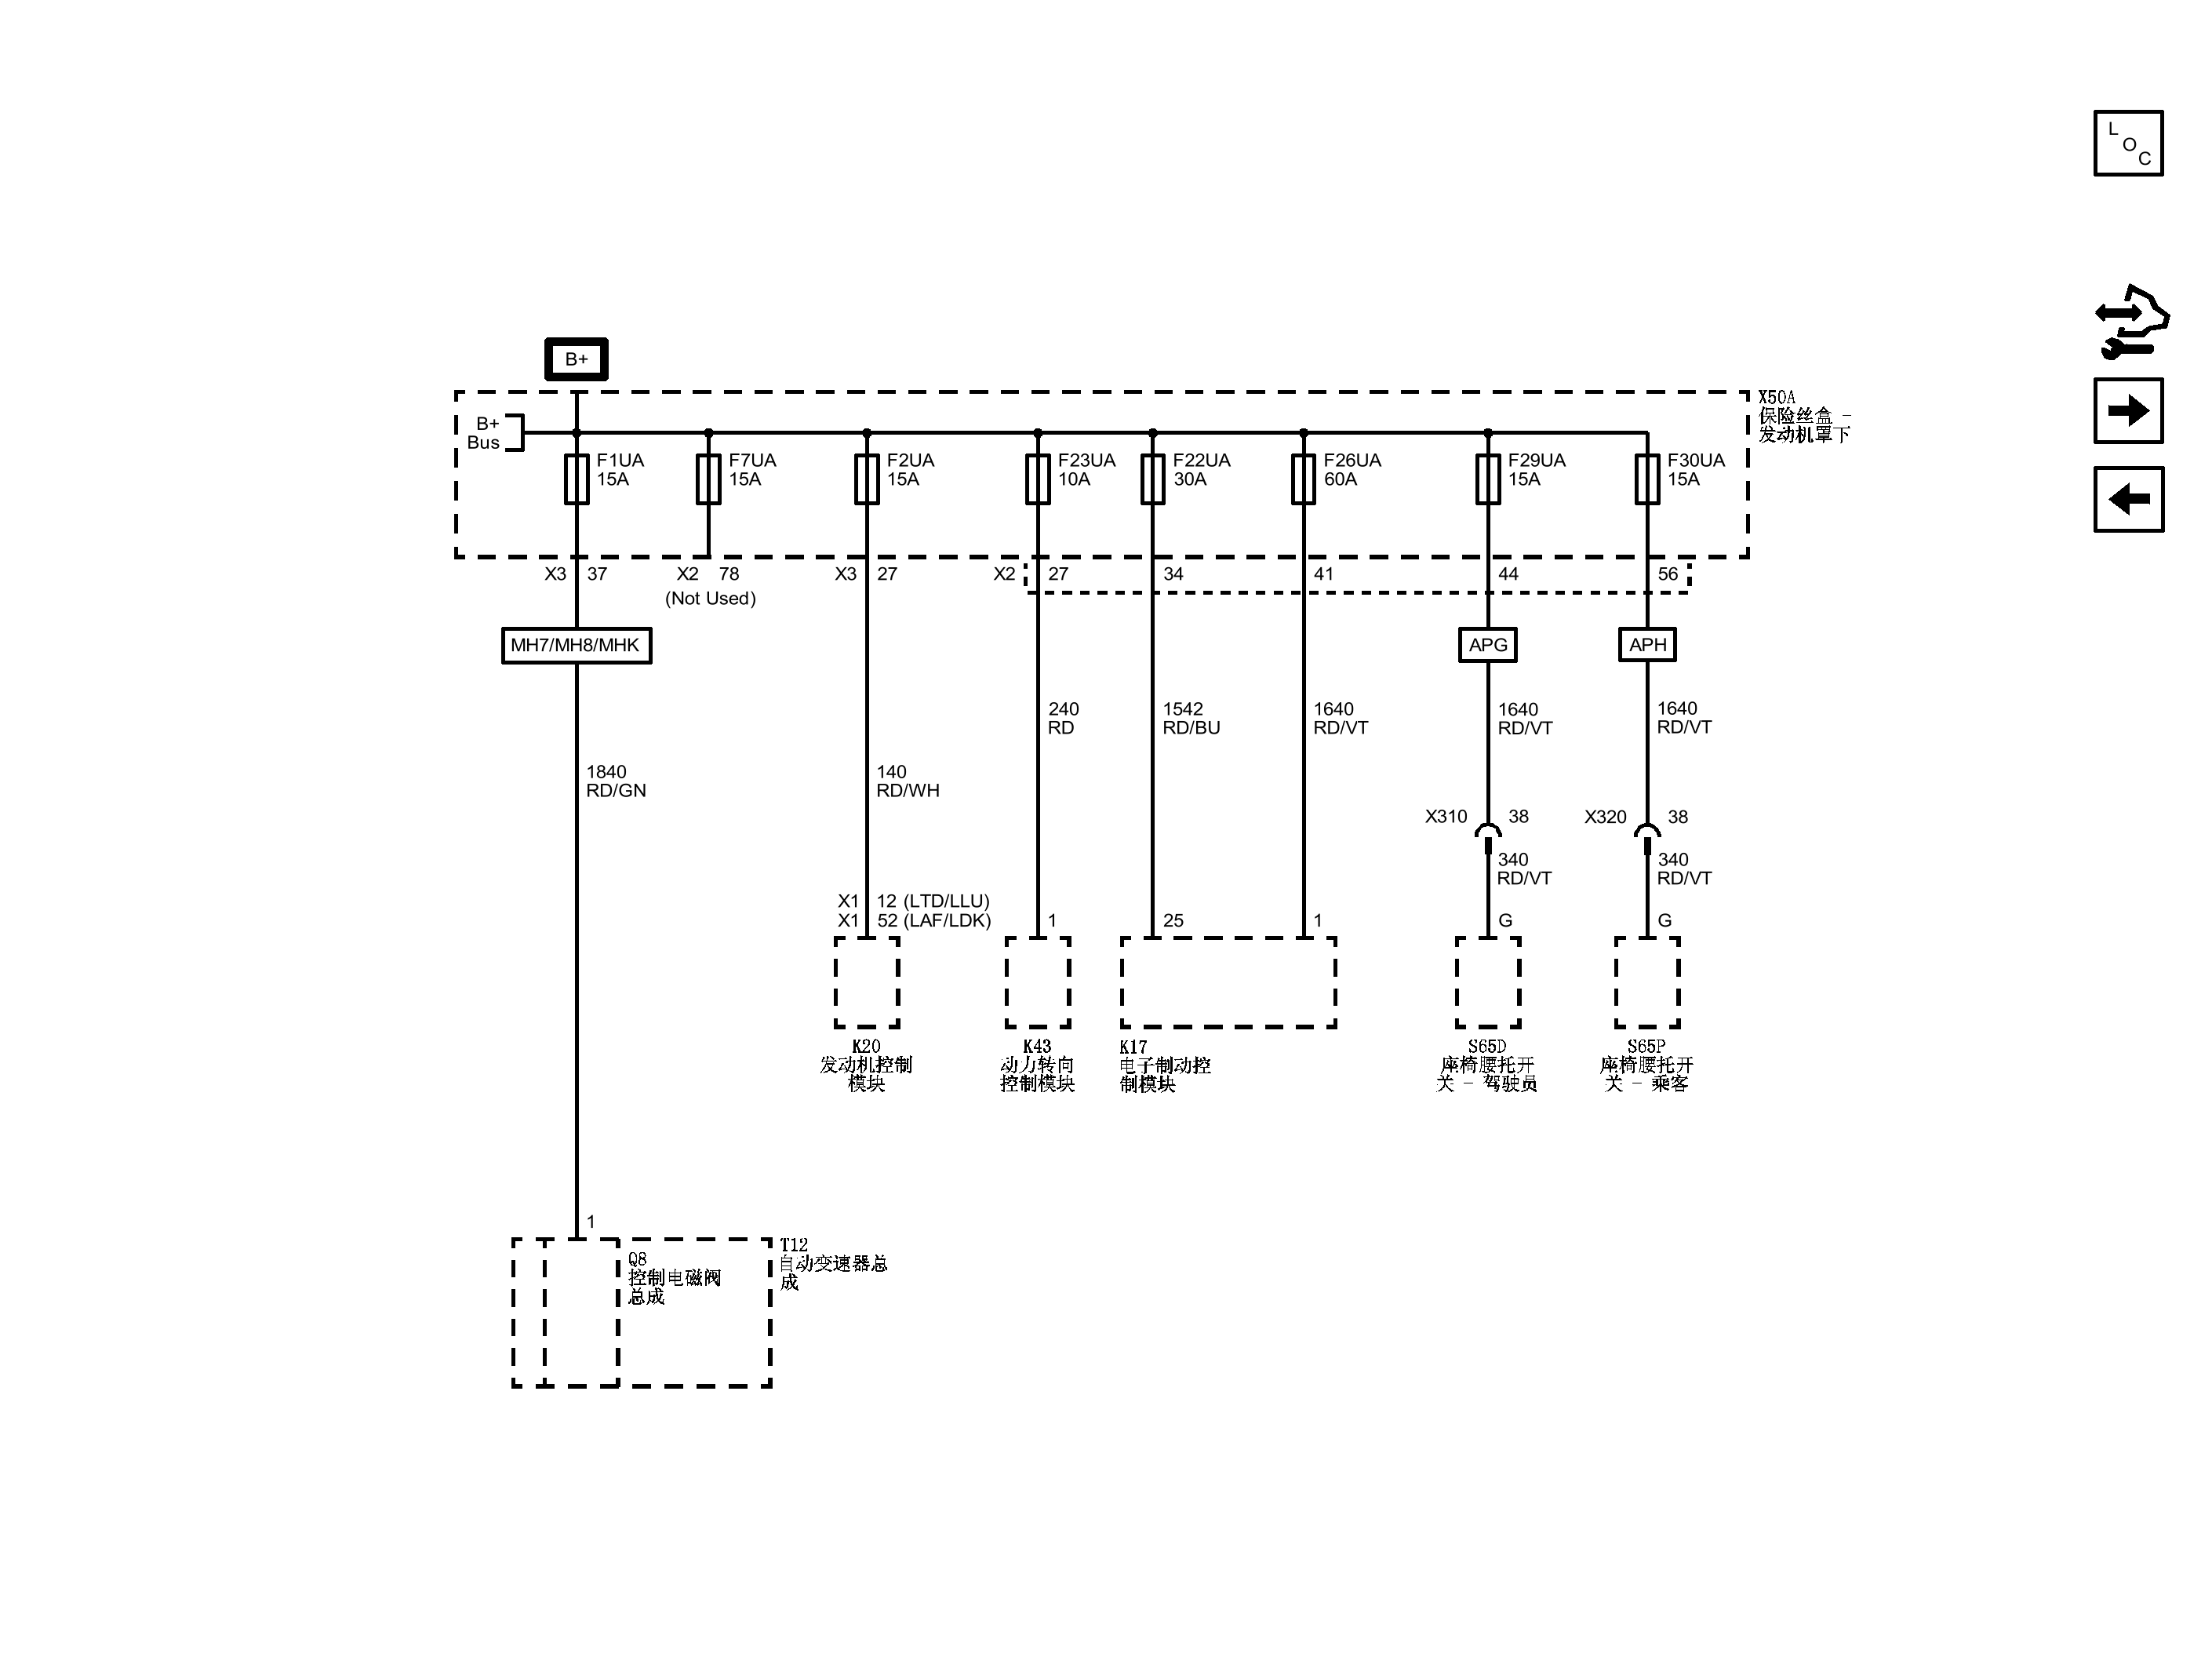 L
O
C
B+
X50A
保险丝盒 -
发动机罩下
B+
Bus
F1UA
15A
F7UA
15A
F2UA
15A
F23UA
10A
F22UA
30A
F26UA
60A
F29UA
15A
F30UA
15A
X3 37
X2 78
(Not Used)
X3 27
X2 27
34
41
44
56
MH7/MH8/MHK
APG
APH
240
RD
1542
RD/BU
1640
RD/VT
1640
RD/VT
1640
RD/VT
1840
RD/GN
140
RD/WH
X310 38
X320 38
340
RD/VT
340
RD/VT
X1 12 (LTD/LLU)
X1 52 (LAF/LDK)
1
25
1
G
G
K20
发动机控制
模块
K43
动力转向
控制模块
K17
电子制动控
制模块
S65D
座椅腰托开
关 - 驾驶员
S65P
座椅腰托开
关 - 乘客
1
Q8
控制电磁阀
总成
T12
自动变速器总
成